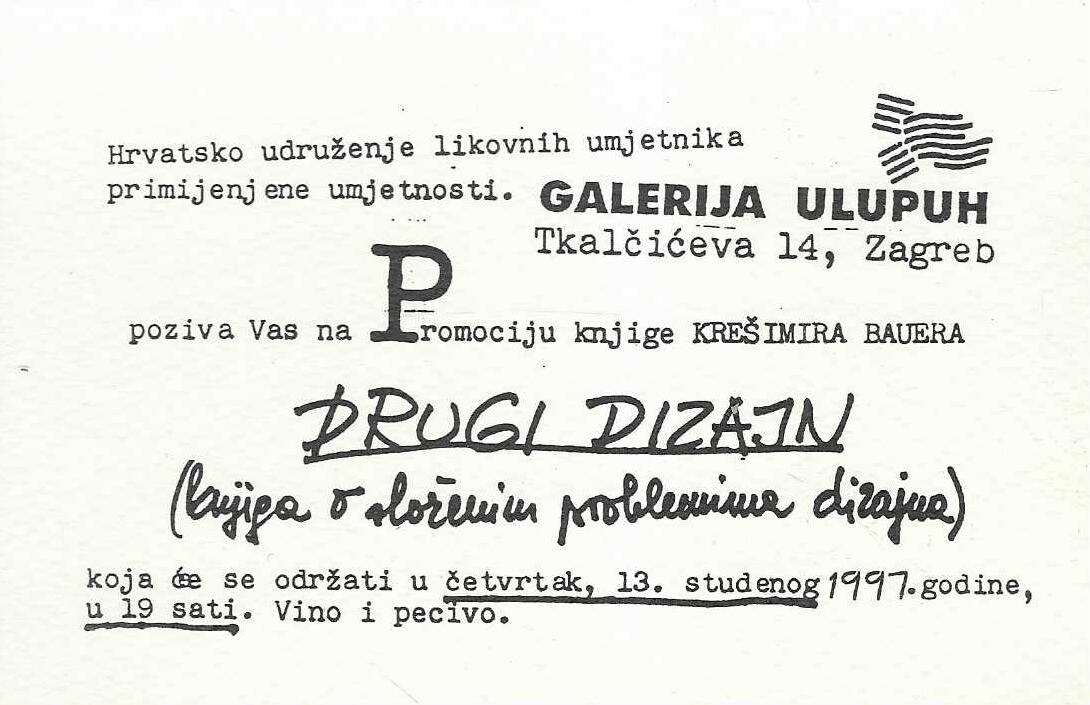 Hrvatsko udruženje likovnih umjetnika
primijenjene umjetnosti. GALERIJA ULUPUH
Tkalčićeva 14, Zagreb
poziva Vas na Promociju knjige KREŠIMIRA BAUERA
DRUGI DIZAJN
(knjiga o složenim problemima dizajna)
koja će se održati u četvrtak, 13. studenog 1997. godine,
u 19 sati. Vino i pecivo.